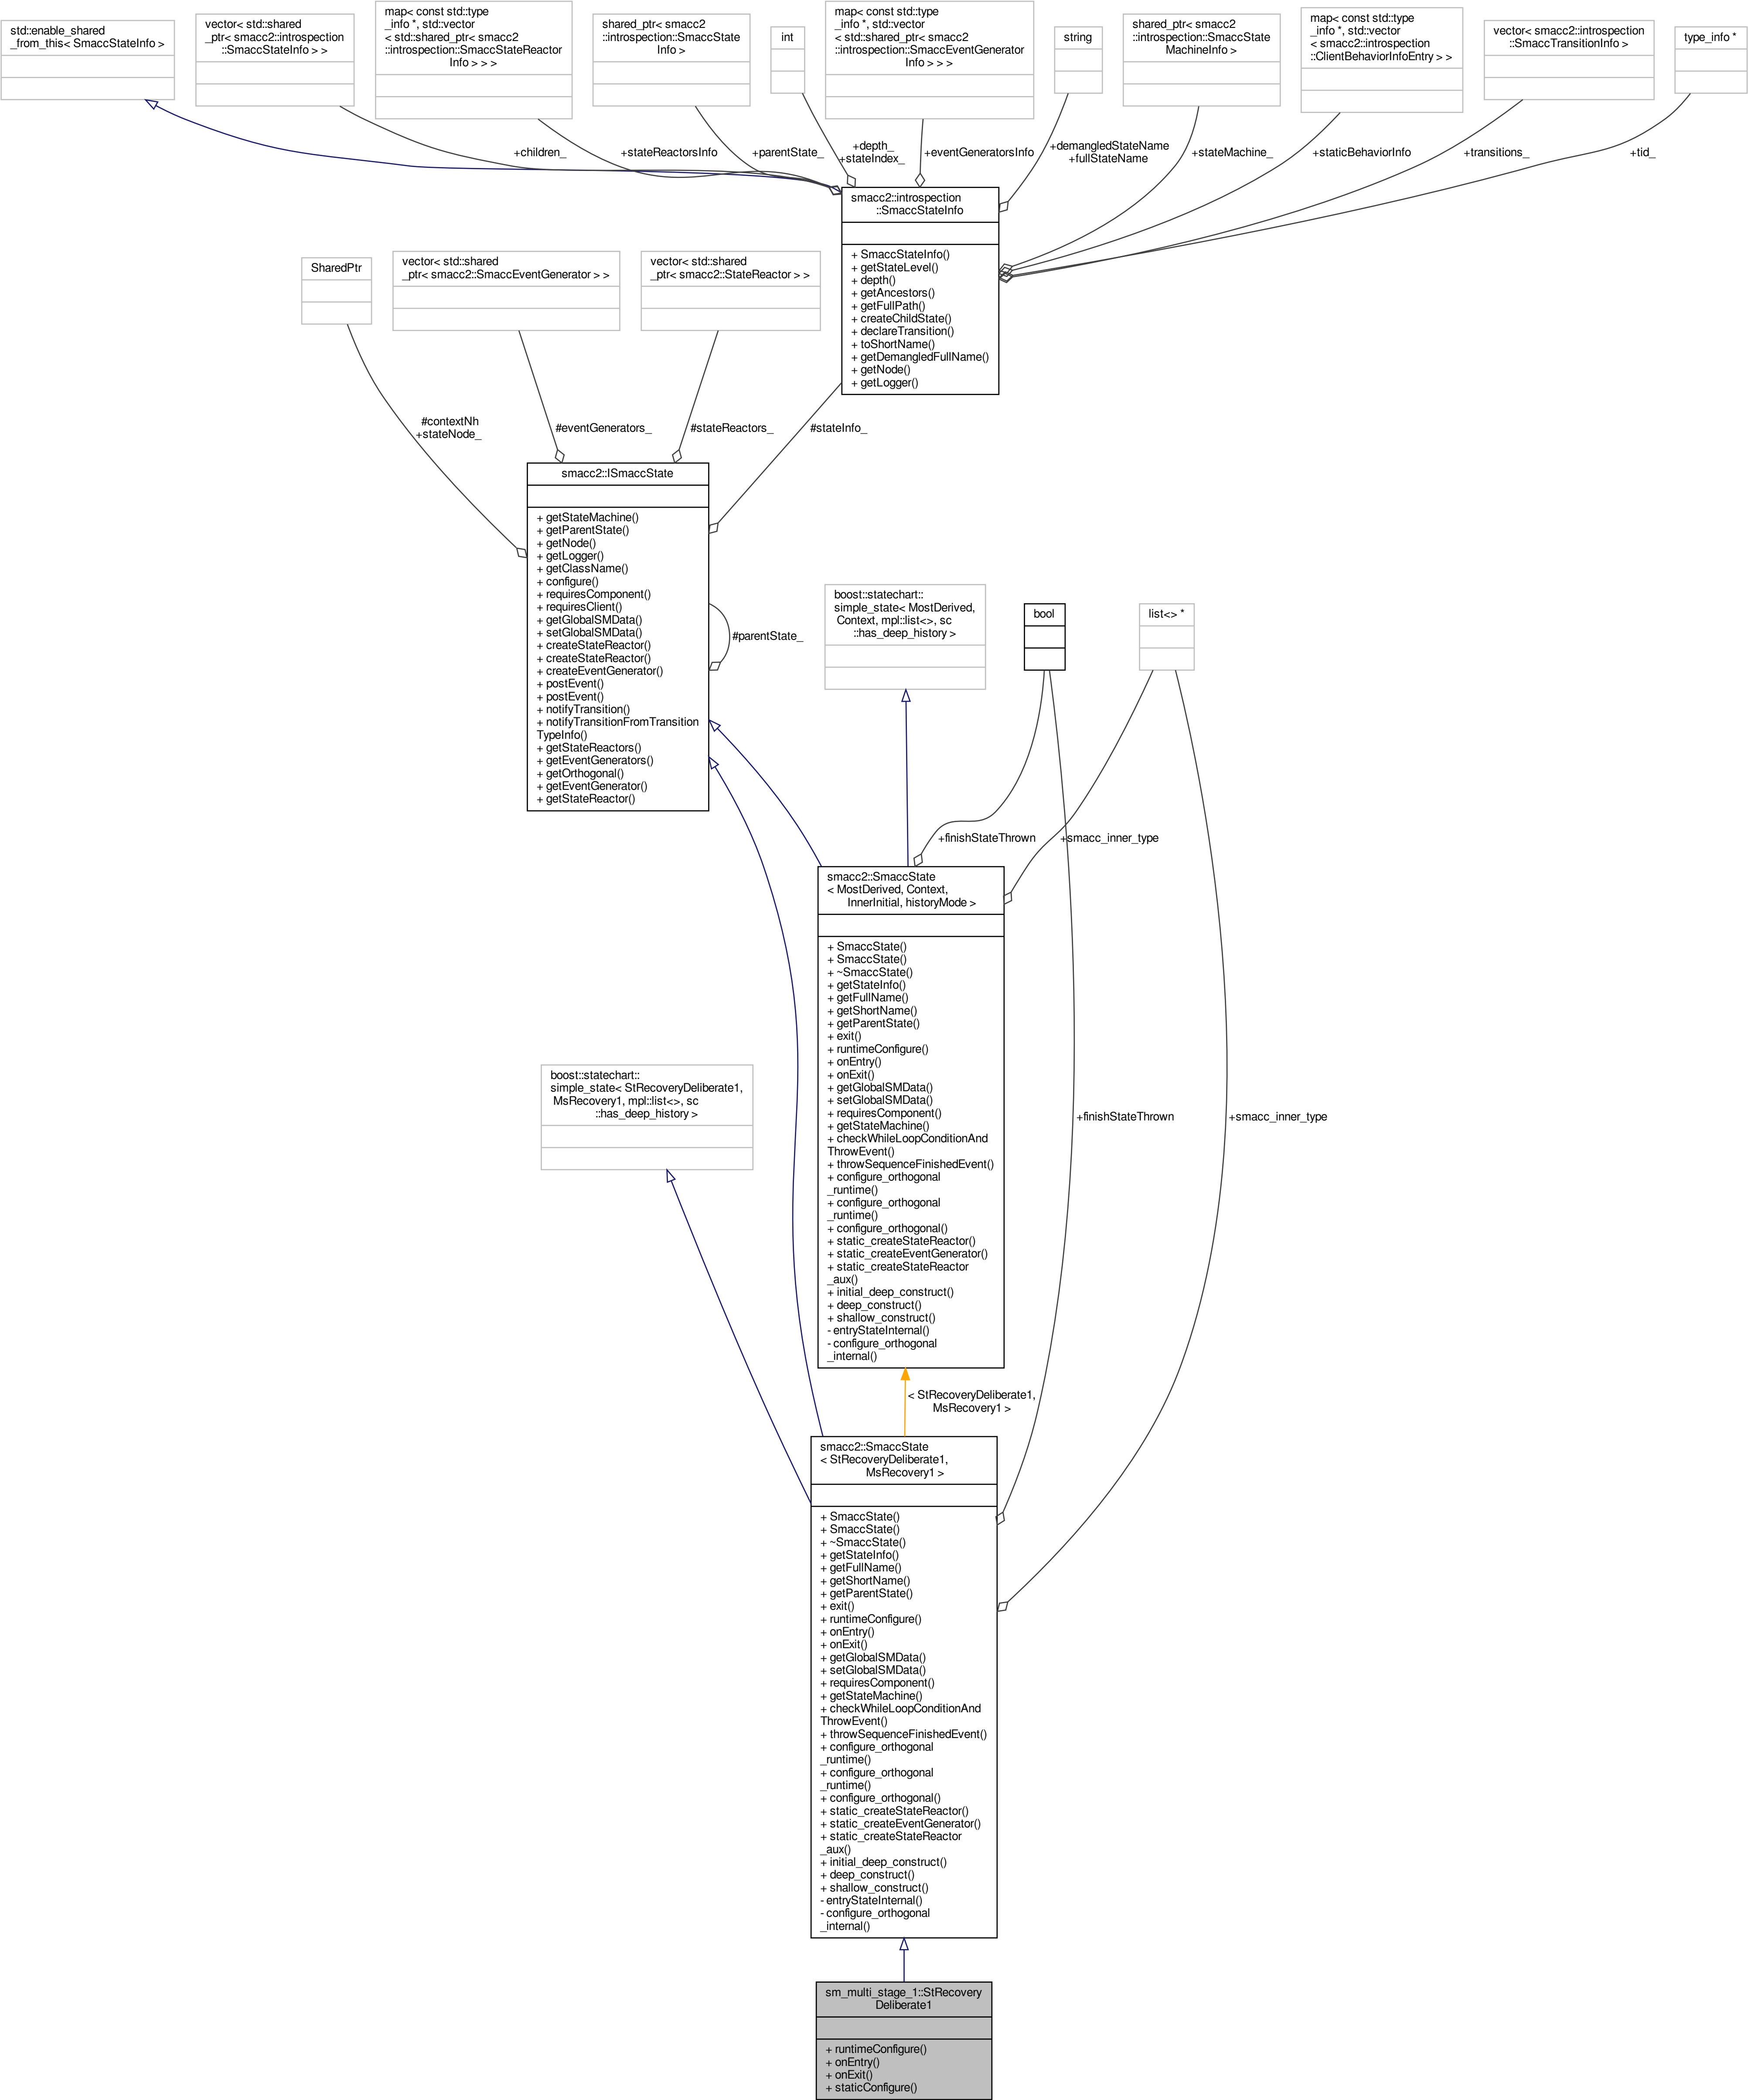 std::enable_shared
_from_this< SmaccStateInfo >
vector< std::shared
_ptr< smacc2::introspection
::SmaccStateInfo > >
map< const std::type
_info *, std::vector
< std::shared_ptr< smacc2
::introspection::SmaccStateReactor
Info > > >
shared_ptr< smacc2
::introspection::SmaccState
Info >
int
map< const std::type
_info *, std::vector
< std::shared_ptr< smacc2
::introspection::SmaccEventGenerator
Info > > >
string
shared_ptr< smacc2
::introspection::SmaccState
MachineInfo >
map< const std::type
_info *, std::vector
< smacc2::introspection
::ClientBehaviorInfoEntry > >
vector< smacc2::introspection
::SmaccTransitionInfo >
type_info *
+children_
+stateReactorsInfo
+parentState_
+depth_
+stateIndex_
+eventGeneratorsInfo
+demangledStateName
+fullStateName
+stateMachine_
+staticBehaviorInfo
+transitions_
+tid_
smacc2::introspection
::SmaccStateInfo
+ SmaccStateInfo()
+ getStateLevel()
+ depth()
+ getAncestors()
+ getFullPath()
+ createChildState()
+ declareTransition()
+ toShortName()
+ getDemangledFullName()
+ getNode()
+ getLogger()
SharedPtr
vector< std::shared
_ptr< smacc2::SmaccEventGenerator > >
vector< std::shared
_ptr< smacc2::StateReactor > >
#contextNh
+stateNode_
#eventGenerators_
#stateReactors_
#stateInfo_
smacc2::ISmaccState
+ getStateMachine()
+ getParentState()
+ getNode()
+ getLogger()
+ getClassName()
+ configure()
+ requiresComponent()
+ requiresClient()
+ getGlobalSMData()
+ setGlobalSMData()
+ createStateReactor()
+ createStateReactor()
+ createEventGenerator()
+ postEvent()
+ postEvent()
+ notifyTransition()
+ notifyTransitionFromTransition
TypeInfo()
+ getStateReactors()
+ getEventGenerators()
+ getOrthogonal()
+ getEventGenerator()
+ getStateReactor()
#parentState_
boost::statechart::
simple_state< MostDerived,
Context, mpl::list<>, sc
::has_deep_history >
bool
list<> *
+finishStateThrown
+smacc_inner_type
smacc2::SmaccState
< MostDerived, Context,
InnerInitial, historyMode >
+ SmaccState()
+ SmaccState()
+ ~SmaccState()
+ getStateInfo()
+ getFullName()
+ getShortName()
+ getParentState()
+ exit()
+ runtimeConfigure()
+ onEntry()
+ onExit()
+ getGlobalSMData()
+ setGlobalSMData()
+ requiresComponent()
+ getStateMachine()
+ checkWhileLoopConditionAnd
ThrowEvent()
+ throwSequenceFinishedEvent()
+ configure_orthogonal
_runtime()
+ configure_orthogonal
_runtime()
+ configure_orthogonal()
+ static_createStateReactor()
+ static_createEventGenerator()
+ static_createStateReactor
_aux()
+ initial_deep_construct()
+ deep_construct()
+ shallow_construct()
- entryStateInternal()
- configure_orthogonal
_internal()
boost::statechart::
simple_state< StRecoveryDeliberate1,
MsRecovery1, mpl::list<>, sc
::has_deep_history >
+finishStateThrown
+smacc_inner_type
< StRecoveryDeliberate1,
MsRecovery1 >
smacc2::SmaccState
< StRecoveryDeliberate1,
MsRecovery1 >
+ SmaccState()
+ SmaccState()
+ ~SmaccState()
+ getStateInfo()
+ getFullName()
+ getShortName()
+ getParentState()
+ exit()
+ runtimeConfigure()
+ onEntry()
+ onExit()
+ getGlobalSMData()
+ setGlobalSMData()
+ requiresComponent()
+ getStateMachine()
+ checkWhileLoopConditionAnd
ThrowEvent()
+ throwSequenceFinishedEvent()
+ configure_orthogonal
_runtime()
+ configure_orthogonal
_runtime()
+ configure_orthogonal()
+ static_createStateReactor()
+ static_createEventGenerator()
+ static_createStateReactor
_aux()
+ initial_deep_construct()
+ deep_construct()
+ shallow_construct()
- entryStateInternal()
- configure_orthogonal
_internal()
sm_multi_stage_1::StRecovery
Deliberate1
+ runtimeConfigure()
+ onEntry()
+ onExit()
+ staticConfigure()